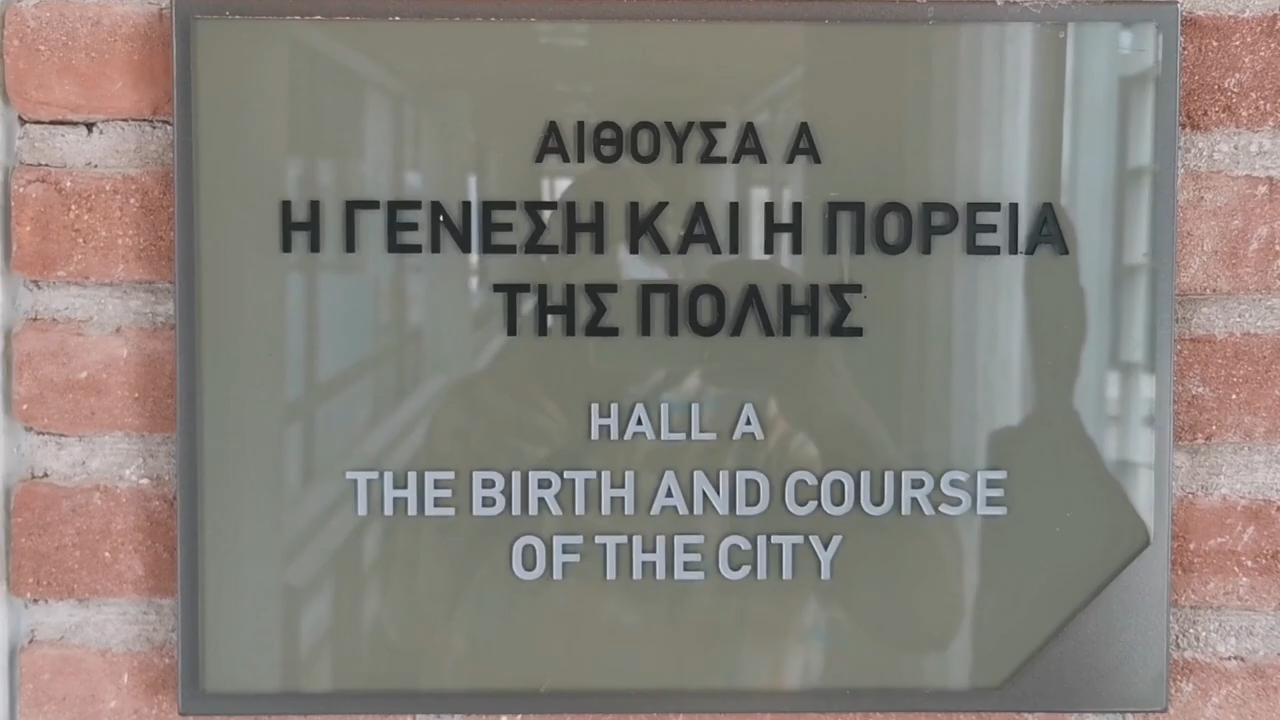 ΑΙΘΟΥΣΑ Α
Η ΓΕΝΕΣΗ ΚΑΙ Η ΠΟΡΕΙΑ
ΤΗΣ ΠΟΛΗΣ
HALL A
THE BIRTH AND COURSE
OF THE CITY